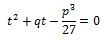 t² + qt − p³/27 = 0